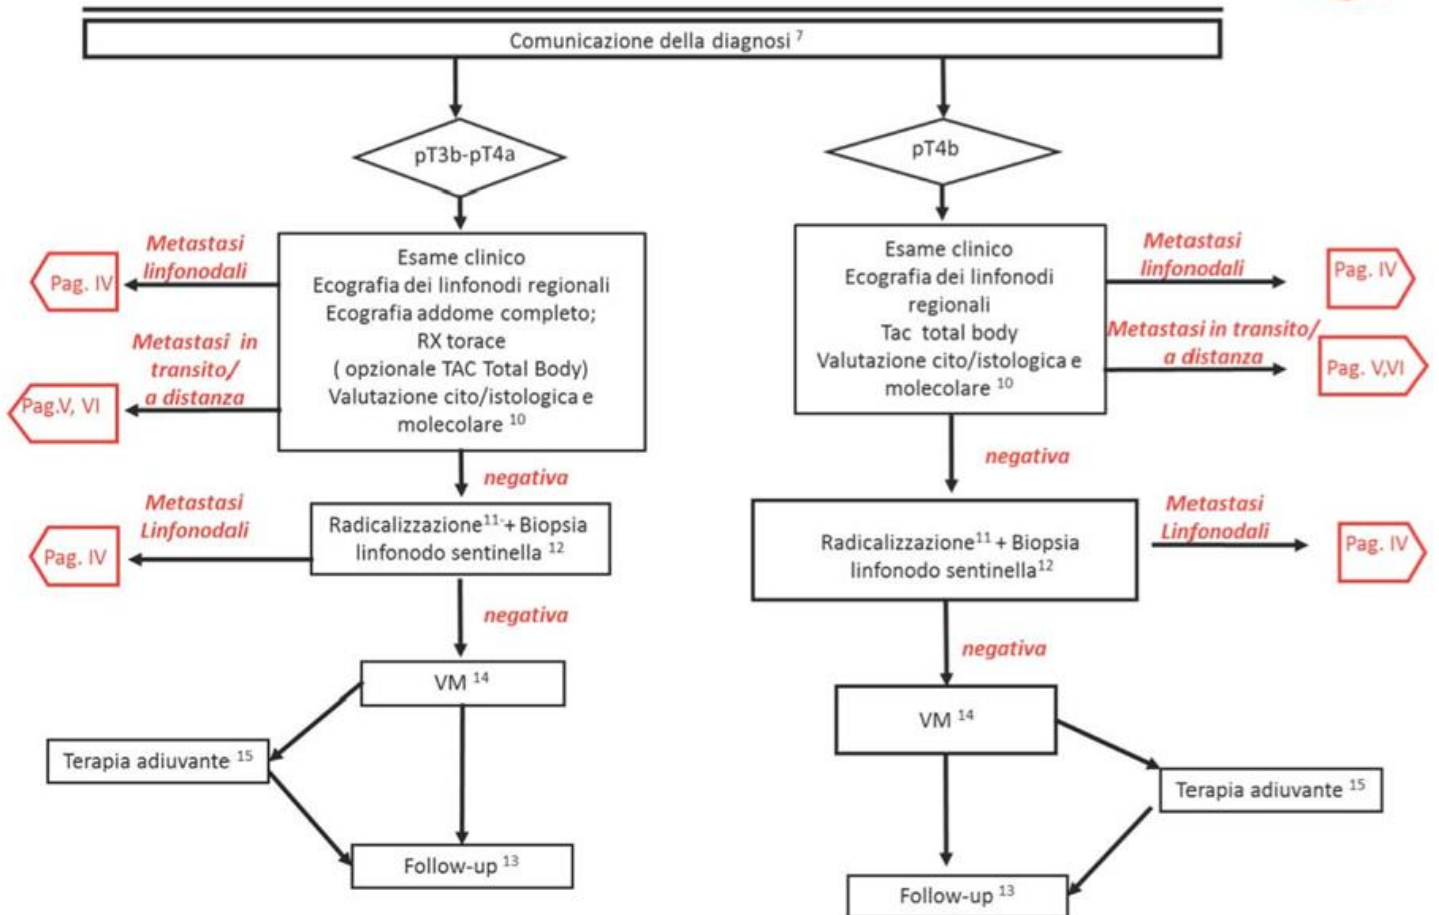 Comunicazione della diagnosi 7
pT3b-pT4a
pT4b
Metastasi
linfonodali
Pag. IV
Metastasi in
transito/
a distanza
Pag.V, VI
Esame clinico
Ecografia dei linfonodi regionali
Ecografia addome completo;
RX torace
( opzionale TAC Total Body)
Valutazione cito/istologica e
molecolare 10
Esame clinico
Ecografia dei linfonodi
regionali
Tac total body
Valutazione cito/istologica e
molecolare 10
Metastasi
linfonodali
Pag. IV
Metastasi in transito/
a distanza
Pag. V,VI
negativa
negativa
Metastasi
Linfonodali
Pag. IV
Radicalizzazione11 + Biopsia
linfonodo sentinella 12
Radicalizzazione11 + Biopsia
linfonodo sentinella12
Metastasi
Linfonodali
Pag. IV
negativa
negativa
VM 14
VM 14
Terapia adiuvante 15
Terapia adiuvante 15
Follow-up 13
Follow-up 13